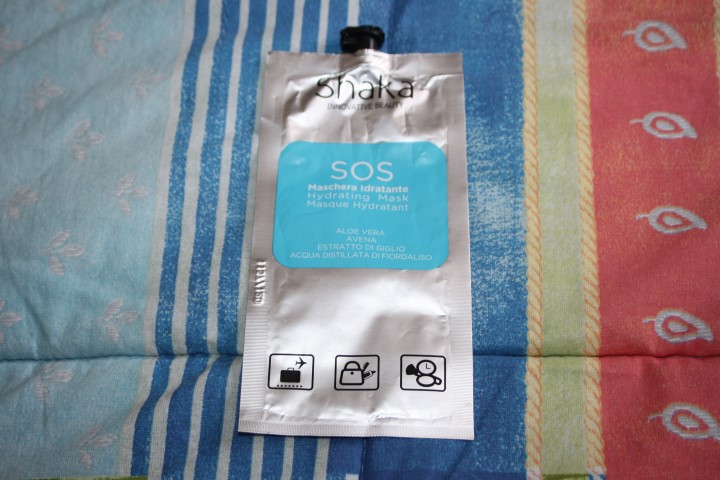 shaka
INNOVATIVE BEAUTY
SOS
Maschera Idratante
Hydrating Mask
Masque Hydratant
ALOE VERA
AVENA
ESTRATTO DI GIGLIO
ACQUA DISTILLATA DI FIORDALISO